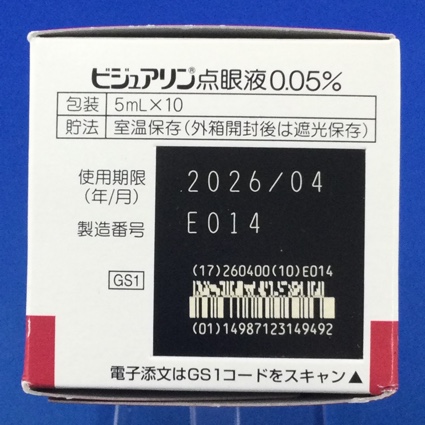 ビジュアリン®点眼液0.05%
包装 5mL×10
貯法 室温保存(外箱開封後は遮光保存)
使用期限 2026/04
(年/月)
製造番号 E014
(17)260400(10)E014
GS1
(01)14987123149492
電子添文はGS1コードをスキャン▲